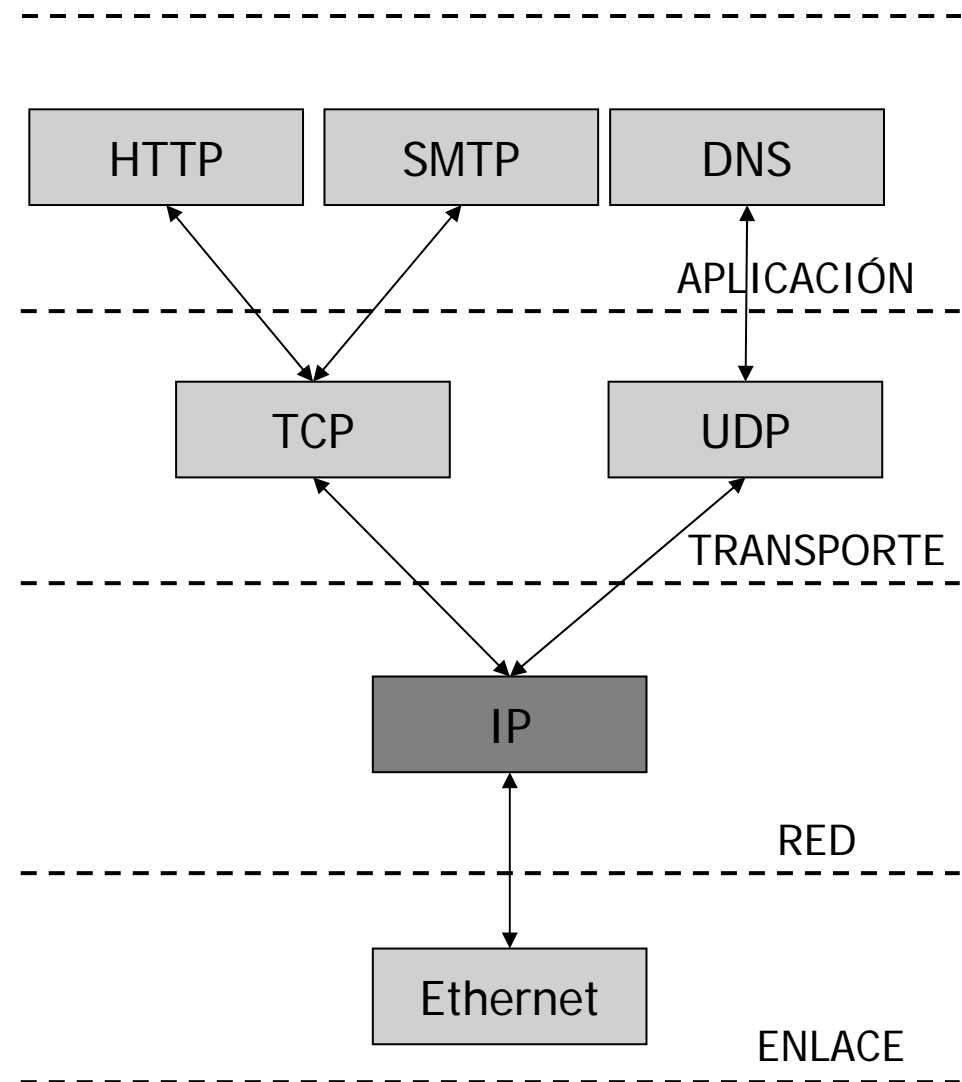 HTTP
SMTP
DNS
APLICACIÓN
TCP
UDP
TRANSPORTE
IP
RED
Ethernet
ENLACE